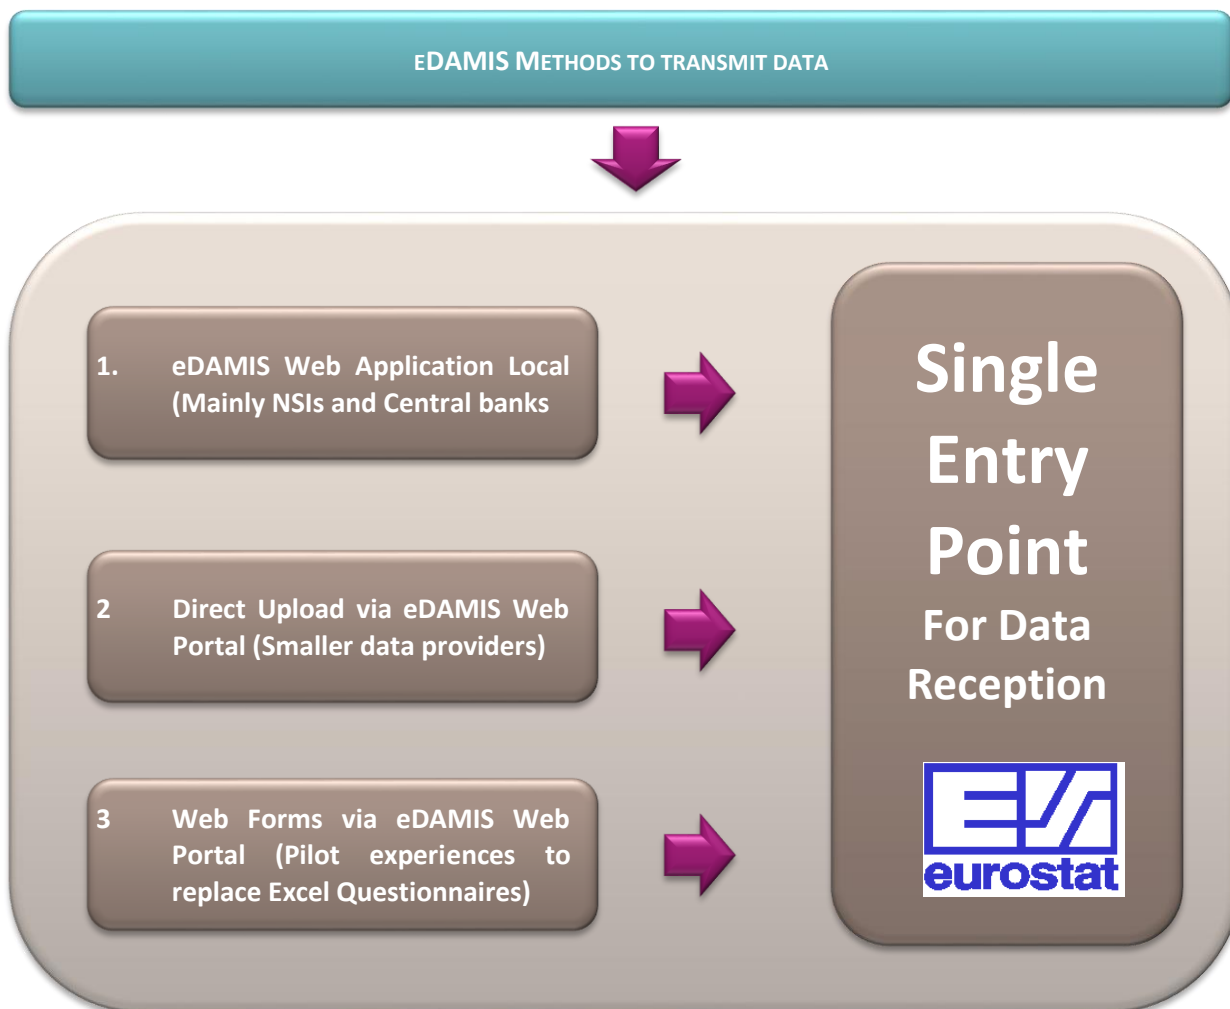 eDAMIS Methods to transmit data
1. eDAMIS Web Application Local
(Mainly NSIs and Central banks
2 Direct Upload via eDAMIS Web
Portal (Smaller data providers)
3 Web Forms via eDAMIS Web
Portal (Pilot experiences to
replace Excel Questionnaires)
Single
Entry
Point
For Data
Reception
eurostat